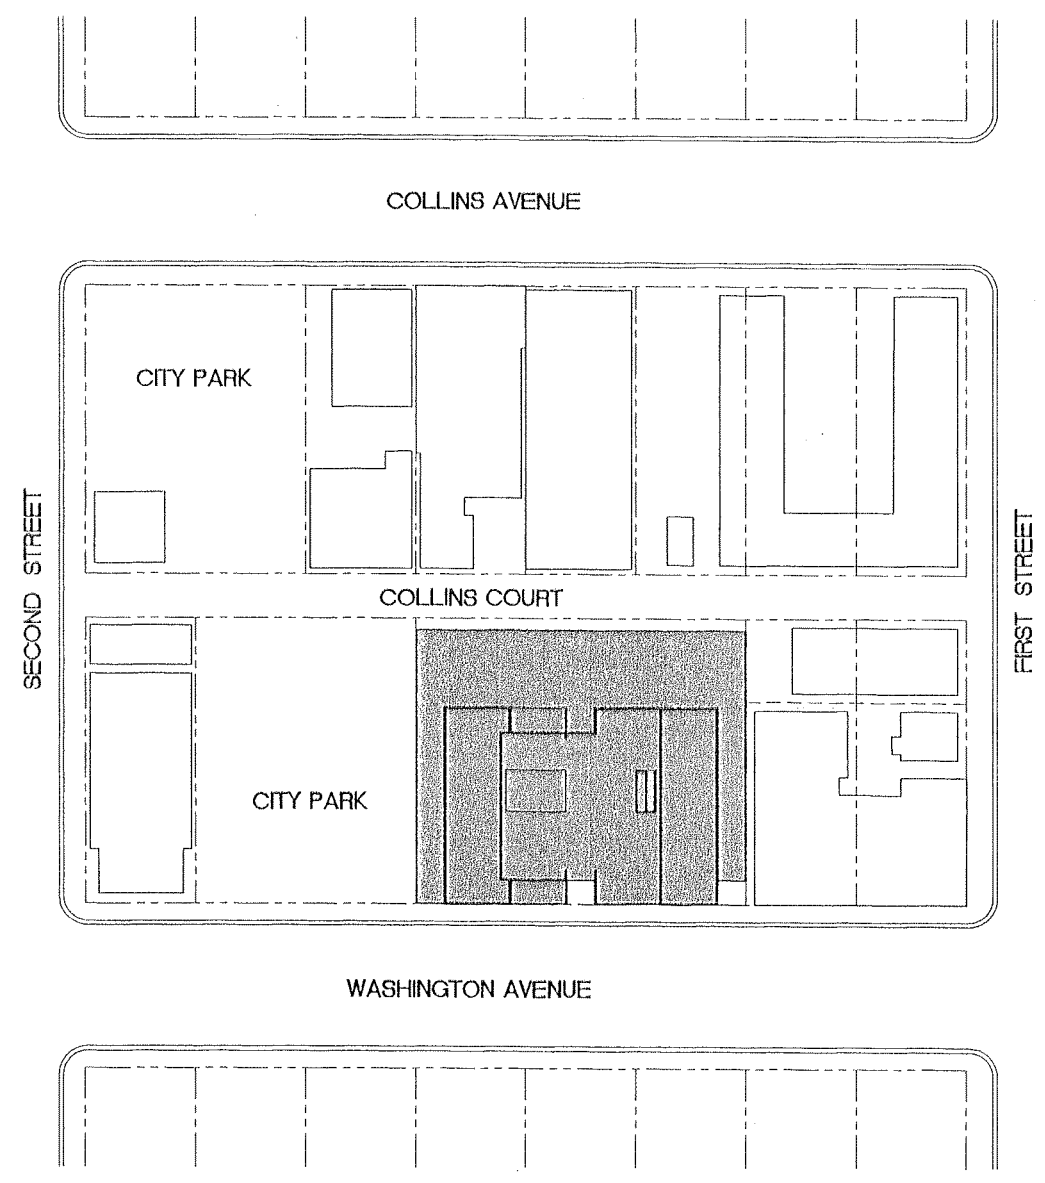 COLLINS AVENUE
CITY PARK
SECOND STREET
FIRST STREET
COLLINS COURT
CITY PARK
WASHINGTON AVENUE